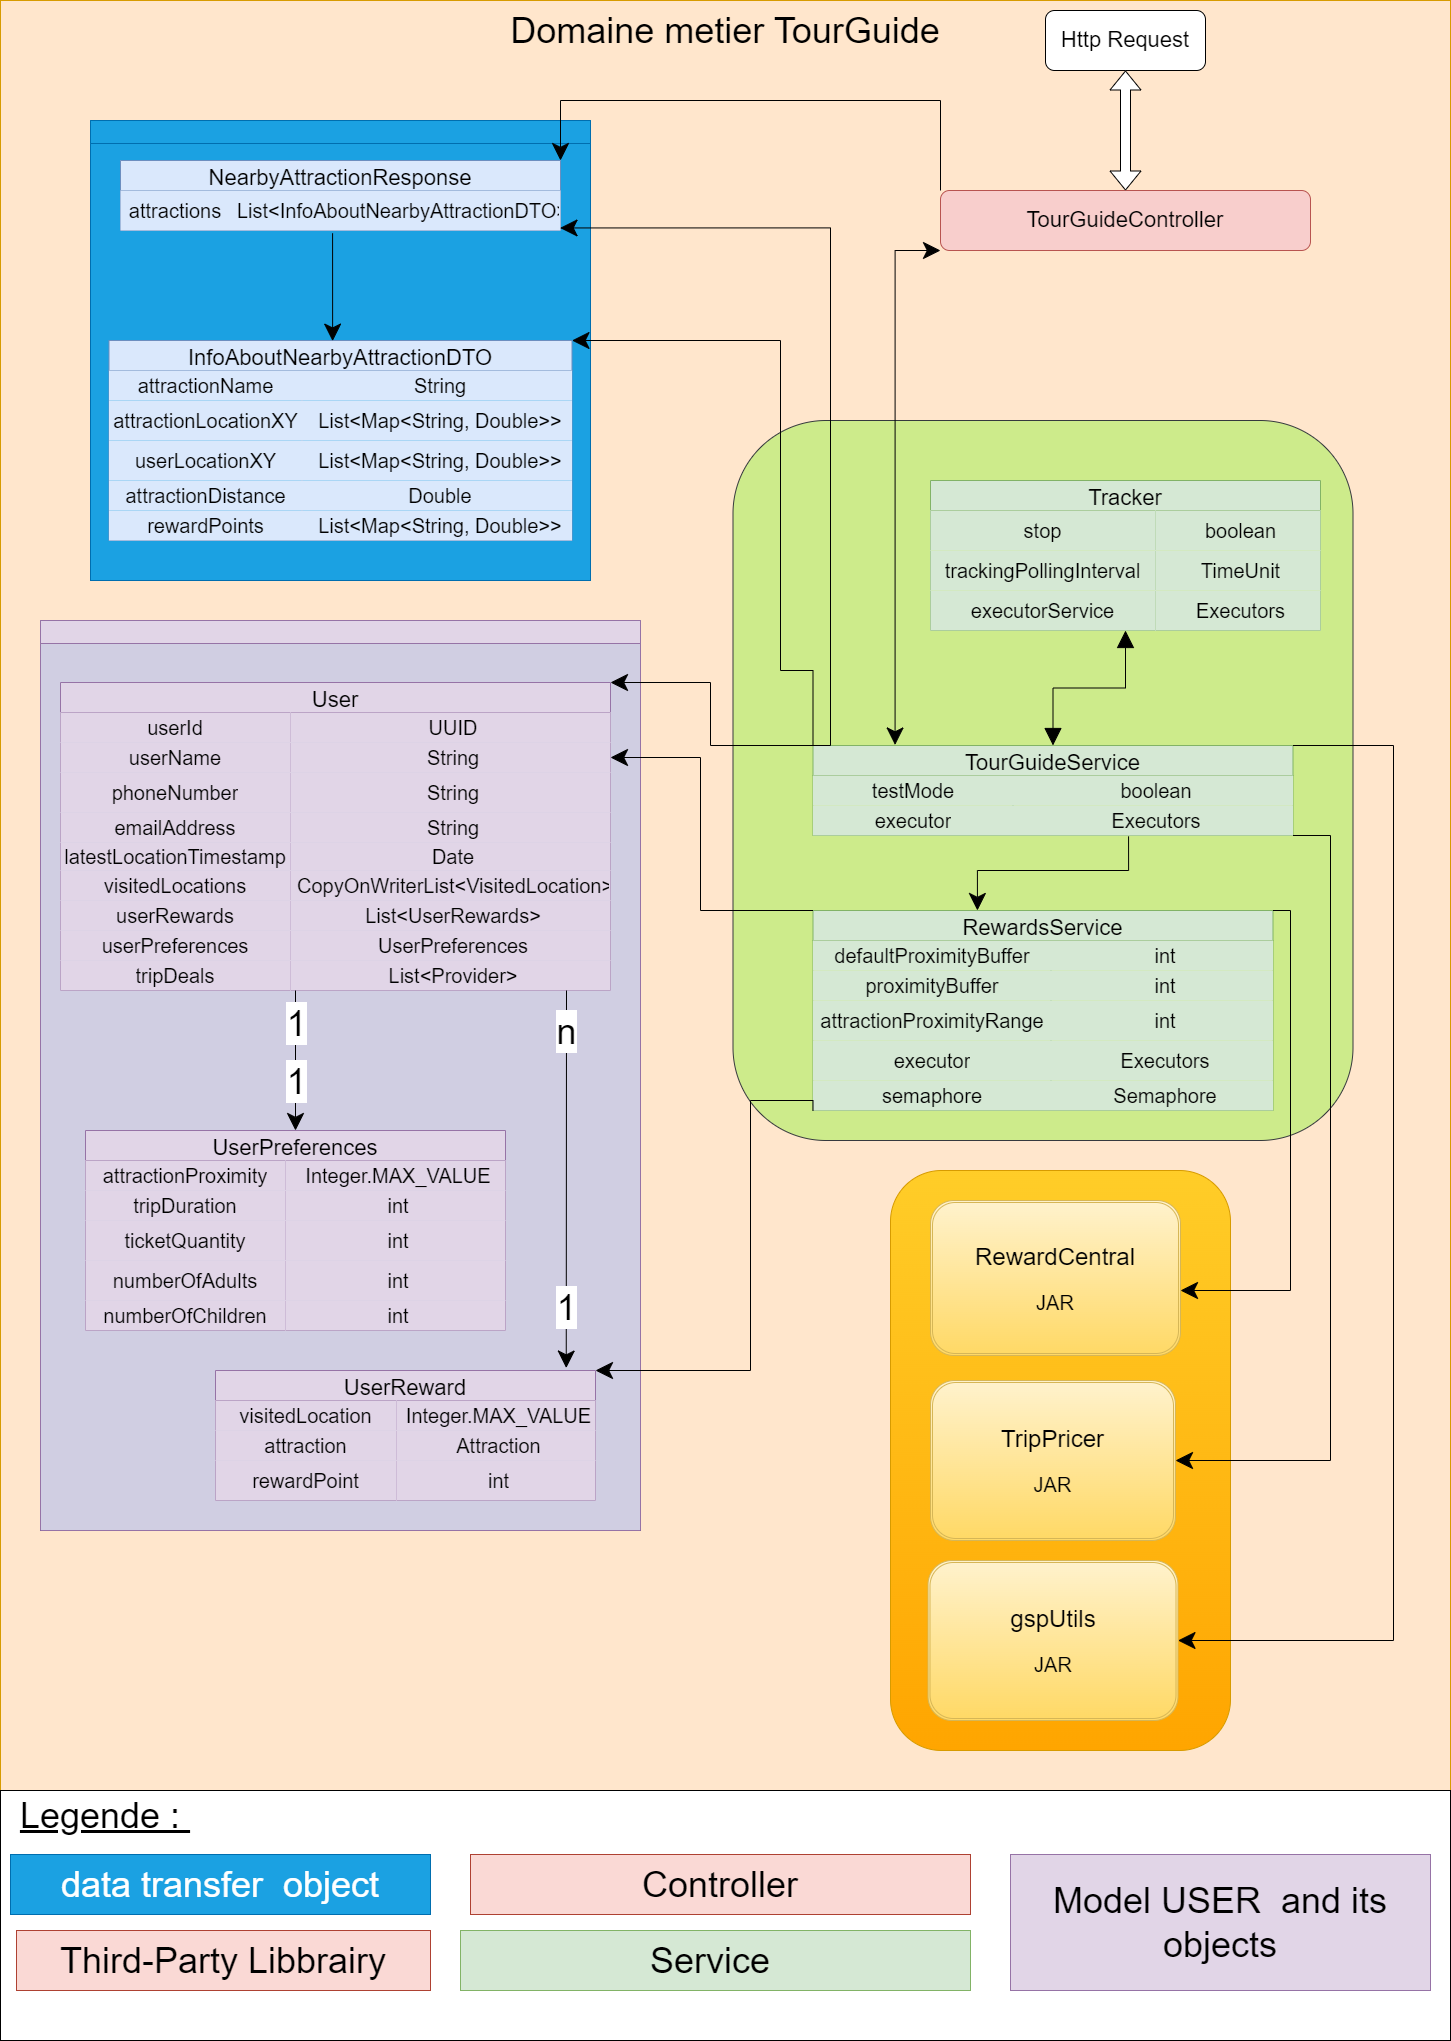 Domaine metier TourGuide
Http Request
TourGuideController
NearbyAttractionResponse
attractions List<InfoAboutNearbyAttractionDTO>
InfoAboutNearbyAttractionDTO
attractionName String
attractionLocationXY List<Map<String, Double>>
userLocationXY List<Map<String, Double>>
attractionDistance Double
rewardPoints List<Map<String, Double>>
Tracker
stop boolean
trackingPollingInterval TimeUnit
executorService Executors
User
userId UUID
userName String
phoneNumber String
emailAddress String
latestLocationTimestamp Date
visitedLocations CopyOnWriterList<VisitedLocation>
userRewards List<UserRewards>
userPreferences UserPreferences
tripDeals List<Provider>
1
1
n
1
TourGuideService
testMode boolean
executor Executors
RewardsService
defaultProximityBuffer int
proximityBuffer int
attractionProximityRange int
executor Executors
semaphore Semaphore
UserPreferences
attractionProximity Integer.MAX_VALUE
tripDuration int
ticketQuantity int
numberOfAdults int
numberOfChildren int
UserReward
visitedLocation Integer.MAX_VALUE
attraction Attraction
rewardPoint int
RewardCentral
JAR
TripPricer
JAR
gspUtils
JAR
Legende :
data transfer object
Controller
Model USER and its
objects
Third-Party Libbrairy
Service